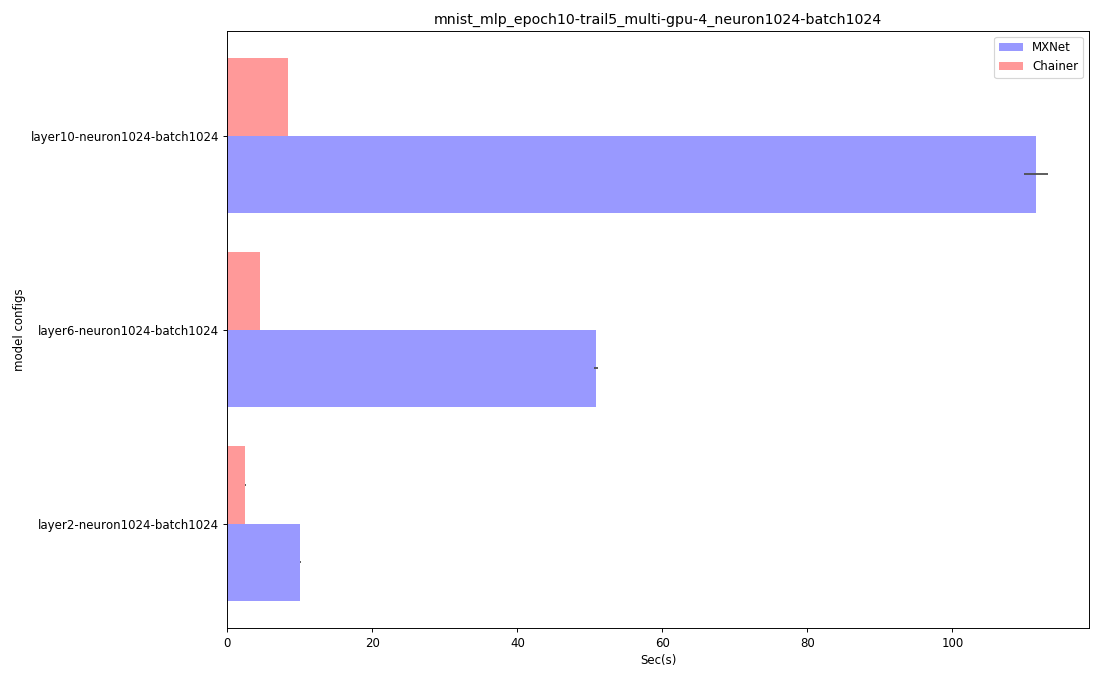 mnist_mlp_epoch10-trail5_multi-gpu-4_neuron1024-batch1024
MXNet
Chainer
layer10-neuron1024-batch1024
layer6-neuron1024-batch1024
layer2-neuron1024-batch1024
model configs
0 20 40 60 80 100
Sec(s)